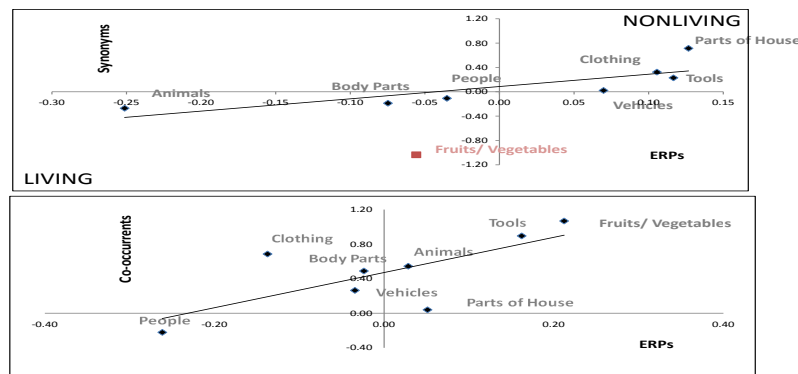 1.20
NONLIVING
Synonyms
0.80
Parts of House
Clothing
0.40
People
Body Parts
Tools
Animals
-0.30 -0.25 -0.20 -0.15 -0.10 -0.05 0.00 0.00 0.05 0.10 0.15
Vehicles
-0.40
-0.80
Fruits/ Vegetables
ERPs
-1.20
LIVING
1.20
Co-occurrents
Tools
Fruits/ Vegetables
Clothing
0.80
Animals
Body Parts
0.40
Vehicles
Parts of House
0.00
People
-0.40 -0.20 0.00 0.20 0.40
-0.40
ERPs